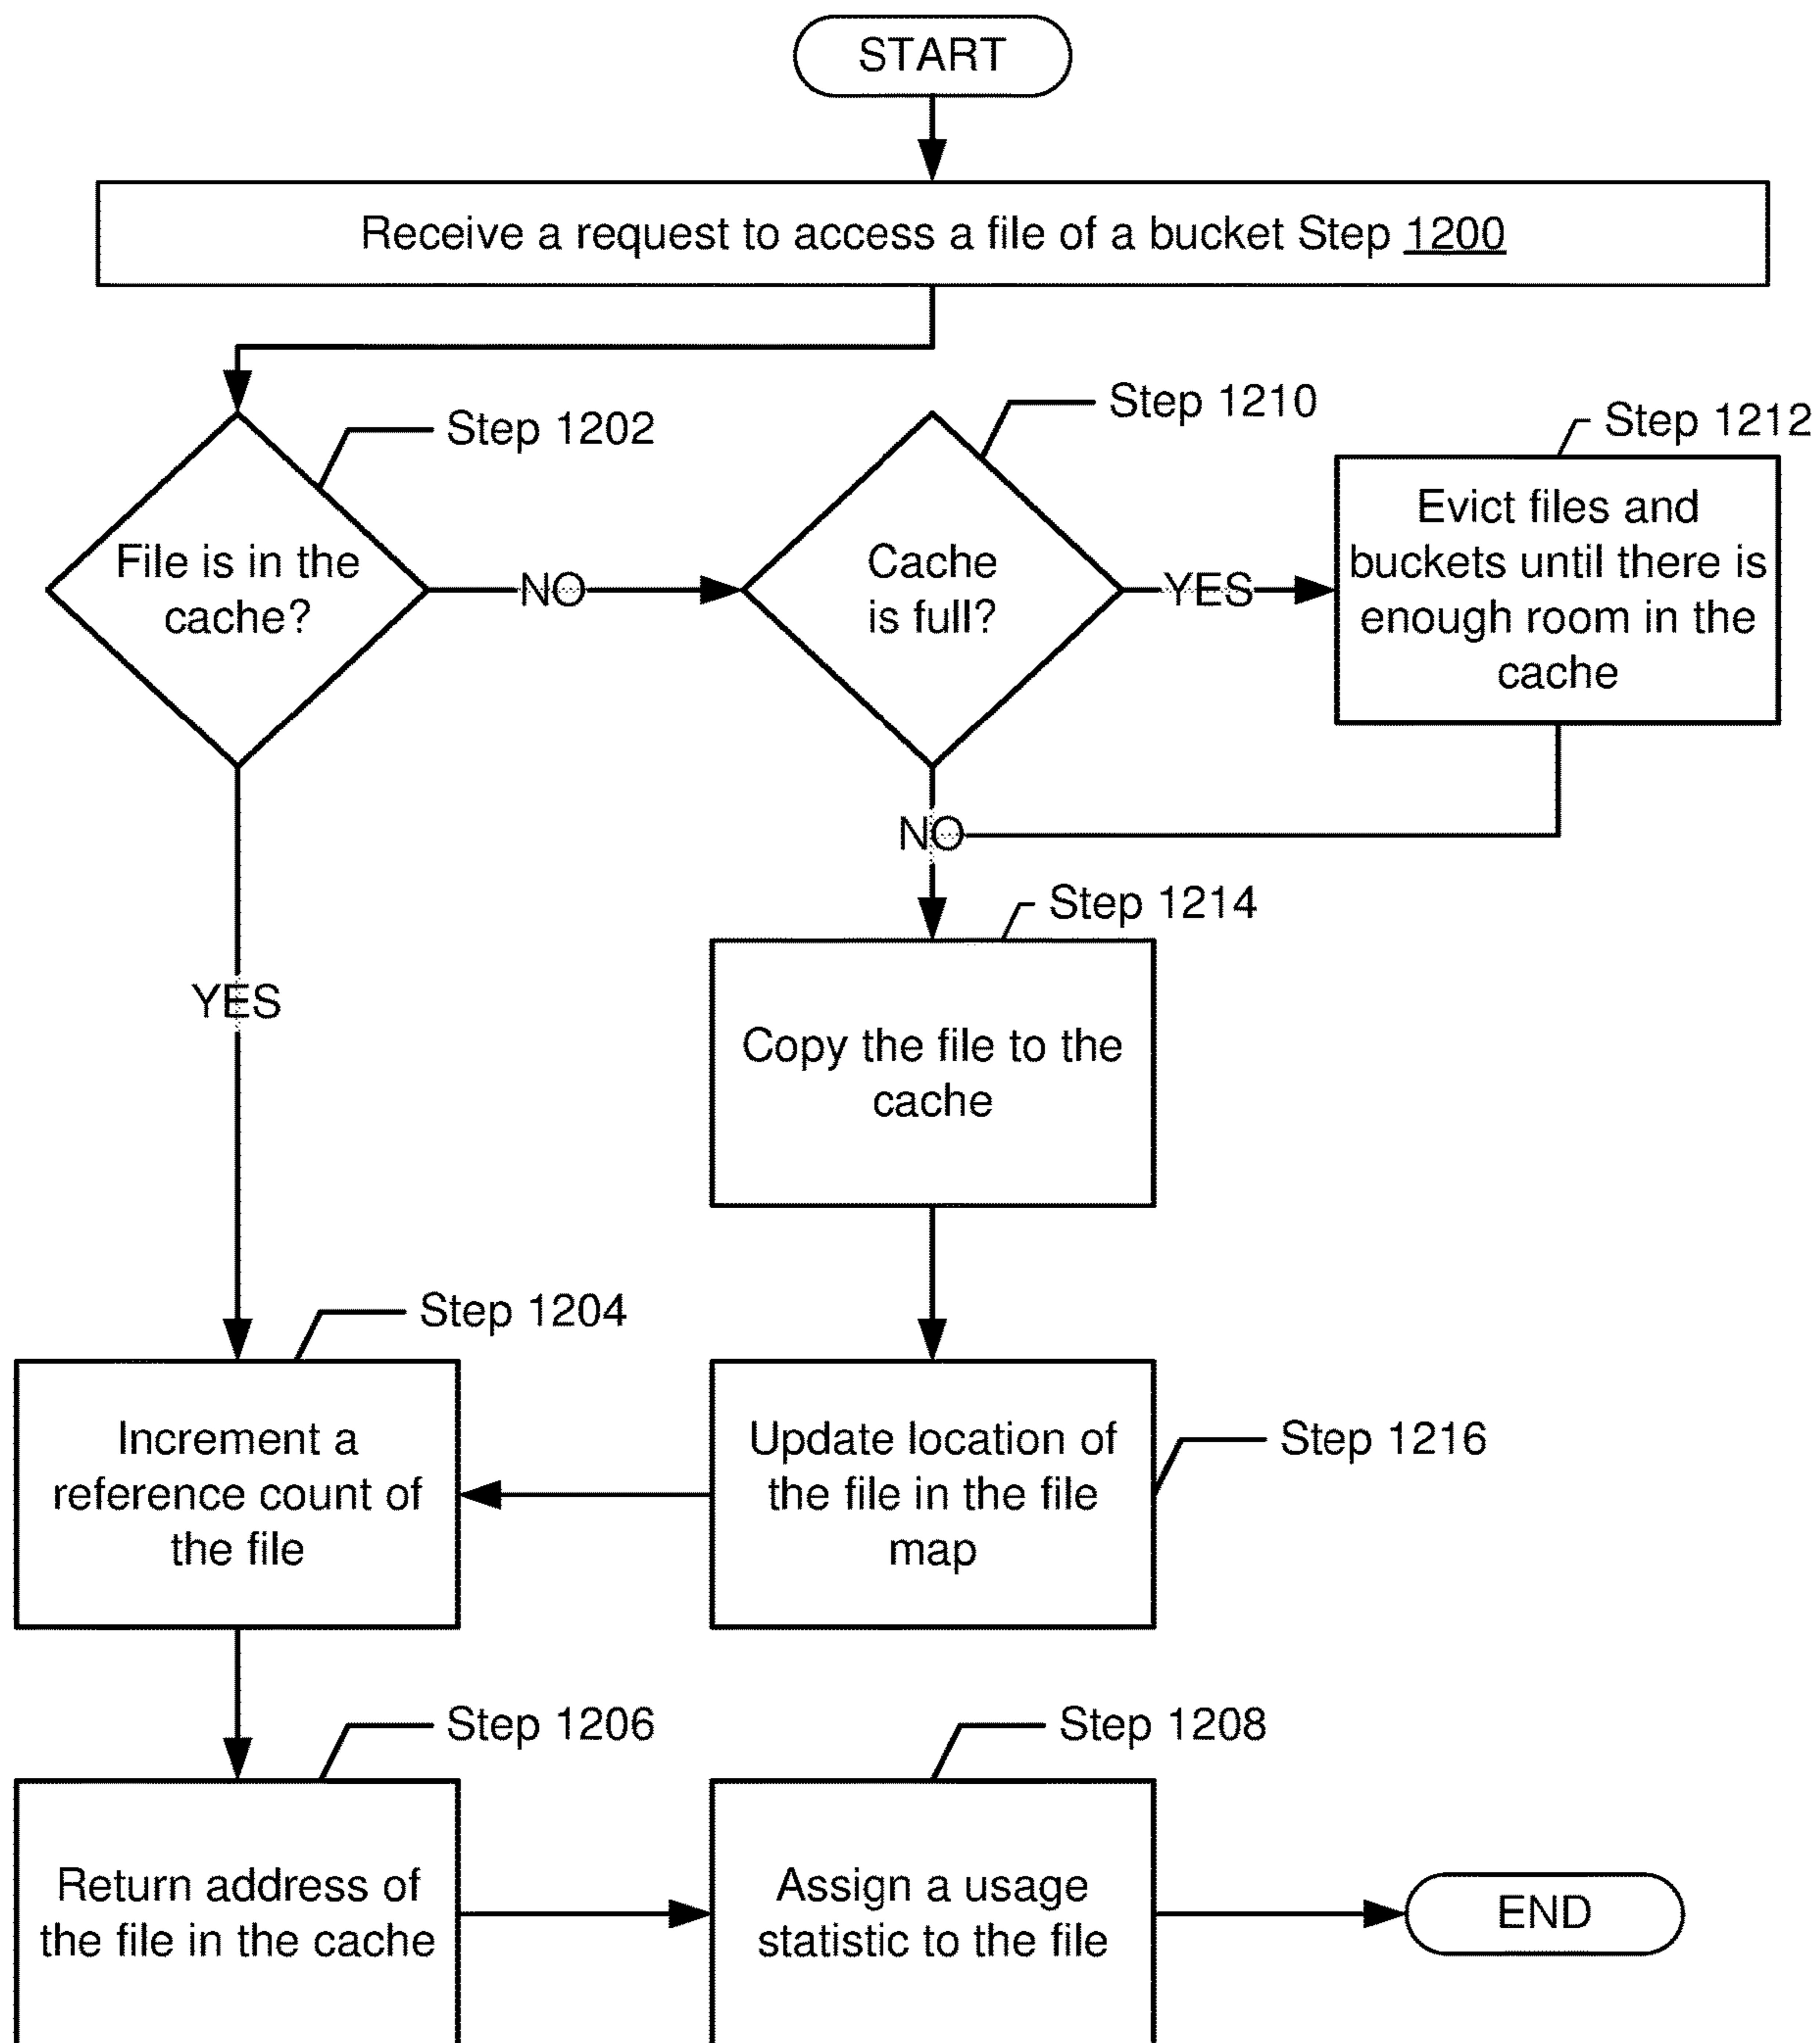 START
Receive a request to access a file of a bucket Step 1200
Step 1202
File is in the
cache?
NO
Step 1210
Cache
is full?
YES
Step 1212
Evict files and
buckets until there is
enough room in the
cache
NO
Step 1214
Copy the file to the
cache
YES
Step 1204
Increment a
reference count of
the file
Update location of
the file in the file
map
Step 1216
Step 1206
Return address of
the file in the cache
Step 1208
Assign a usage
statistic to the file
END